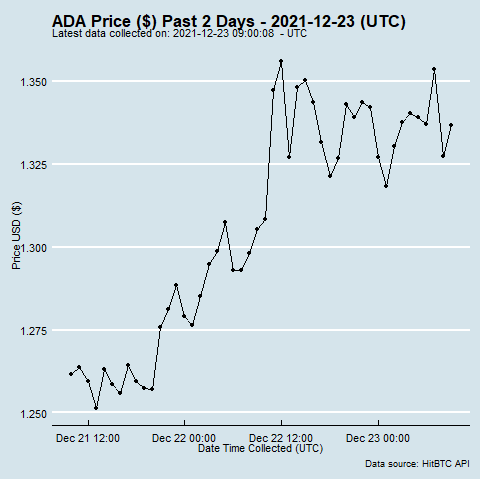 ADA Price ($) Past 2 Days - 2021-12-23 (UTC)
Latest data collected on: 2021-12-23 09:00:08  - UTC
1.350
1.325
1.300
1.275
1.250
Price USD ($)
Dec 21 12:00 Dec 22 00:00 Dec 22 12:00 Dec 23 00:00
Date Time Collected (UTC)
Data source: HitBTC API